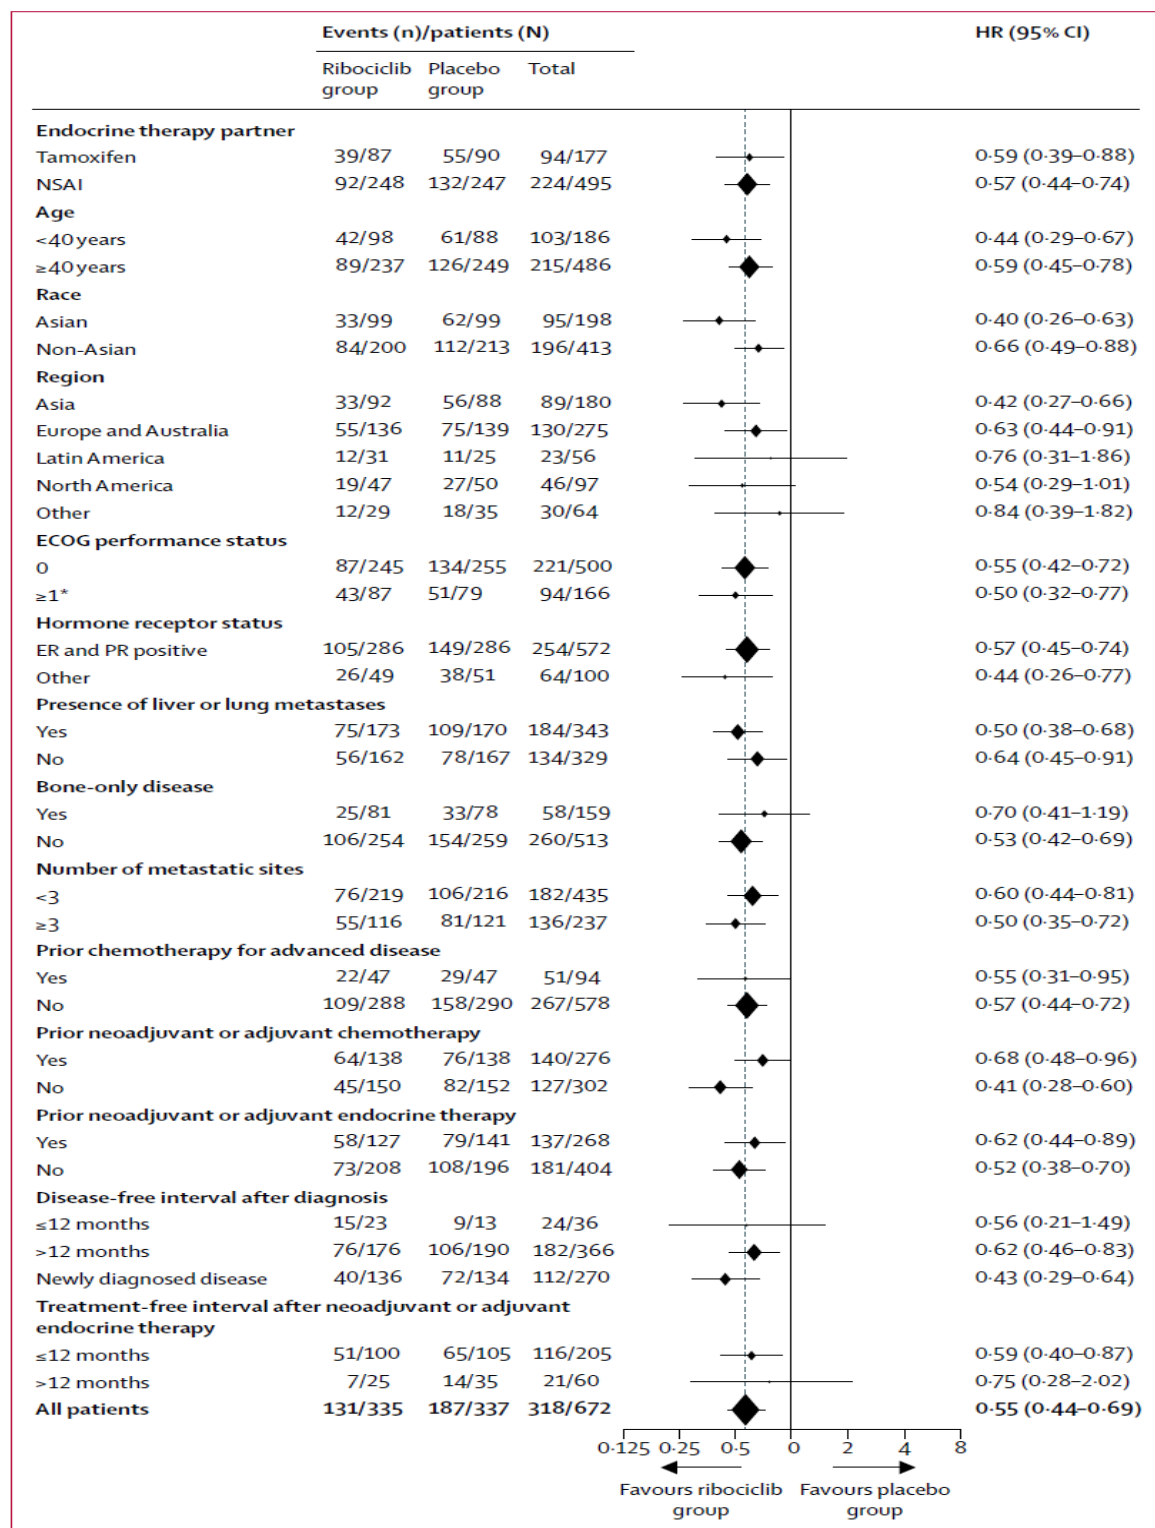 Events (n)/patients (N) HR (95% CI)
Ribociclib group Placebo group Total
Endocrine therapy partner
Tamoxifen 39/87 55/90 94/177 0·59 (0·39–0·88)
NSAI 92/248 132/247 224/495 0·57 (0·44–0·74)
Age
<40 years 42/98 61/88 103/186 0·44 (0·29–0·67)
≥40 years 89/237 126/249 215/486 0·59 (0·45–0·78)
Race
Asian 33/99 62/99 95/198 0·40 (0·26–0·63)
Non-Asian 84/200 112/213 196/413 0·66 (0·49–0·88)
Region
Asia 33/92 56/88 89/180 0·42 (0·27–0·66)
Europe and Australia 55/136 75/139 130/275 0·63 (0·44–0·91)
Latin America 12/31 11/25 23/56 0·76 (0·31–1·86)
North America 19/47 27/50 46/97 0·54 (0·29–1·01)
Other 12/29 18/35 30/64 0·84 (0·39–1·82)
ECOG performance status
0 87/245 134/255 221/500 0·55 (0·42–0·72)
≥1* 43/87 51/79 94/166 0·50 (0·32–0·77)
Hormone receptor status
ER and PR positive 105/286 149/286 254/572 0·57 (0·45–0·74)
Other 26/49 38/51 64/100 0·44 (0·26–0·77)
Presence of liver or lung metastases
Yes 75/173 109/170 184/343 0·50 (0·38–0·68)
No 56/162 78/167 134/329 0·64 (0·45–0·91)
Bone-only disease
Yes 25/81 33/78 58/159 0·70 (0·41–1·19)
No 106/254 154/259 260/513 0·53 (0·42–0·69)
Number of metastatic sites
<3 76/219 106/216 182/435 0·60 (0·44–0·81)
≥3 55/116 81/121 136/237 0·50 (0·35–0·72)
Prior chemotherapy for advanced disease
Yes 22/47 29/47 51/94 0·55 (0·31–0·95)
No 109/288 158/290 267/578 0·57 (0·44–0·72)
Prior neoadjuvant or adjuvant chemotherapy
Yes 64/138 76/138 140/276 0·68 (0·48–0·96)
No 45/150 82/152 127/302 0·41 (0·28–0·60)
Prior neoadjuvant or adjuvant endocrine therapy
Yes 58/127 79/141 137/268 0·62 (0·44–0·89)
No 73/208 108/196 181/404 0·52 (0·38–0·70)
Disease-free interval after diagnosis
≤12 months 15/23 9/13 24/36 0·56 (0·21–1·49)
>12 months 76/176 106/190 182/366 0·62 (0·46–0·83)
Newly diagnosed disease 40/136 72/134 112/270 0·43 (0·29–0·64)
Treatment-free interval after neoadjuvant or adjuvant
endocrine therapy
≤12 months 51/100 65/105 116/205 0·59 (0·40–0·87)
>12 months 7/25 14/35 21/60 0·75 (0·28–2·02)
All patients 131/335 187/337 318/672 0·55 (0·44–0·69)
0·125 0·25 0·5 0 2 4 8
Favours ribociclib group Favours placebo group